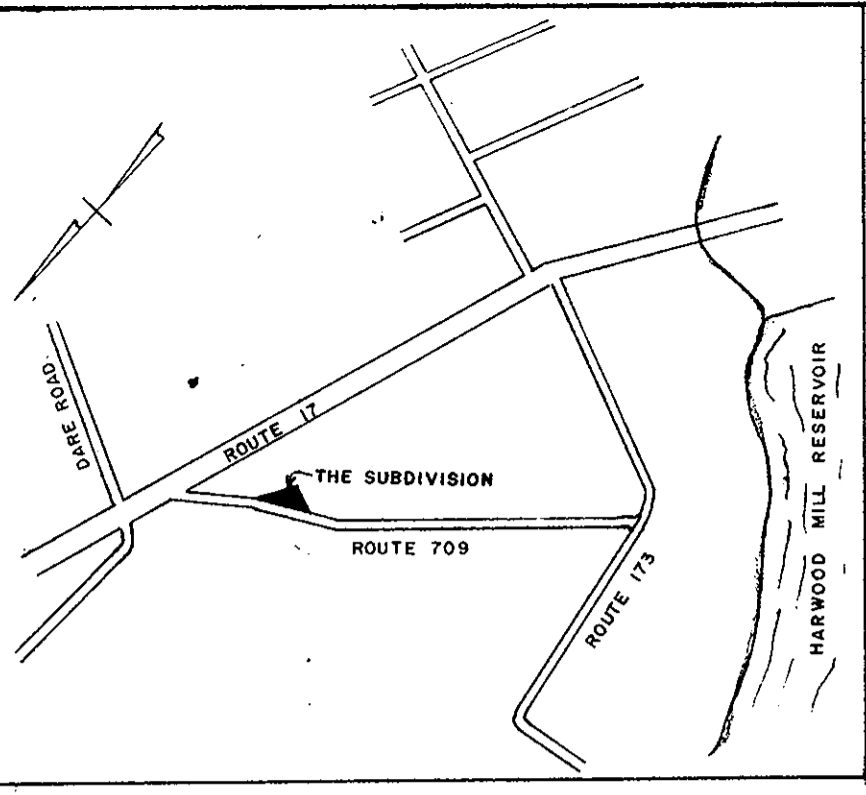 DARE ROAD
ROUTE 17
THE SUBDIVISION
ROUTE 709
ROUTE 173
HARWOOD MILL RESERVOIR